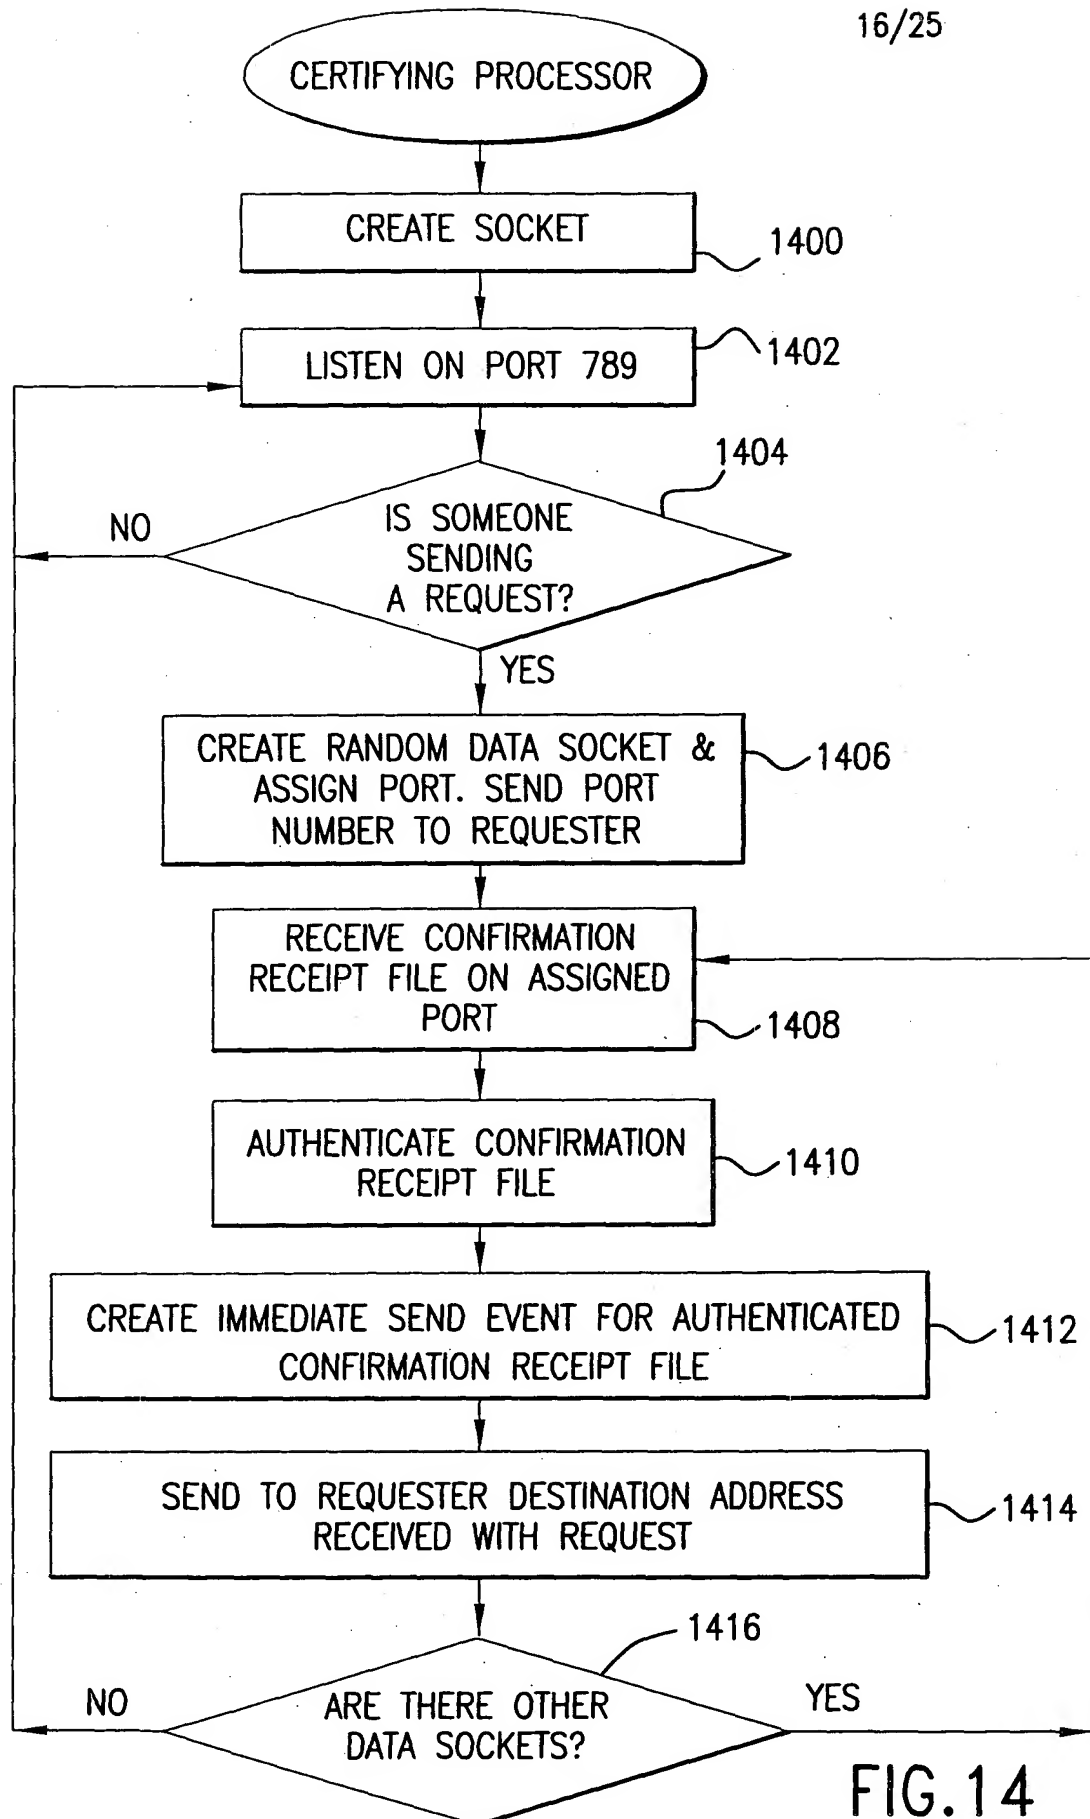 16/25
CERTIFYING PROCESSOR
CREATE SOCKET
1400
LISTEN ON PORT 789
1402
1404
IS SOMEONE
SENDING
A REQUEST?
NO
YES
CREATE RANDOM DATA SOCKET &
ASSIGN PORT. SEND PORT
NUMBER TO REQUESTER
1406
RECEIVE CONFIRMATION
RECEIPT FILE ON ASSIGNED
PORT
1408
AUTHENTICATE CONFIRMATION
RECEIPT FILE
1410
CREATE IMMEDIATE SEND EVENT FOR AUTHENTICATED
CONFIRMATION RECEIPT FILE
1412
SEND TO REQUESTER DESTINATION ADDRESS
RECEIVED WITH REQUEST
1414
1416
ARE THERE OTHER
DATA SOCKETS?
NO
YES
FIG.14